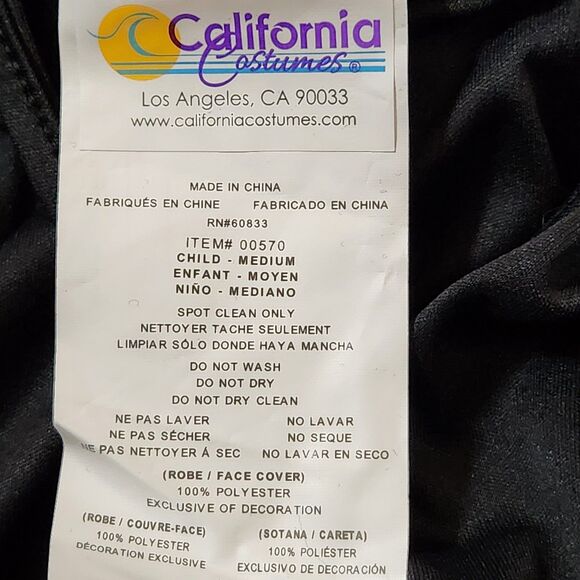 California
Costumes®
Los Angeles, CA 90033
www.californiacostumes.com
MADE IN CHINA
FABRIQUÉS EN CHINE FABRICADO EN CHINA
RN#60833
ITEM# 00570
CHILD - MEDIUM
ENFANT - MOYEN
NIÑO - MEDIANO
SPOT CLEAN ONLY
NETTOYER TACHE SEULEMENT
LIMPIAR SÓLO DONDE HAYA MANCHA
DO NOT WASH
DO NOT DRY
DO NOT DRY CLEAN
NE PAS LAVER NO LAVAR
NE PAS SÉCHER NO SEQUE
NE PAS NETTOYER Á SEC NO LAVAR EN SECO
(ROBE / FACE COVER)
100% POLYESTER
EXCLUSIVE OF DECORATION
(ROBE / COUVRE-FACE)
100% POLYESTER
DÉCORATION EXCLUSIVE
(SOTANA / CARETA)
100% POLIÉSTER
EXCLUSIVO DE DECORACIÓN